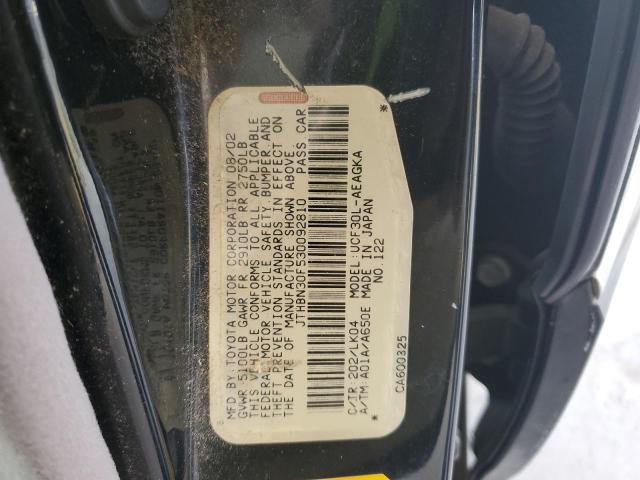 MFD.BY:TOYOTA MOTOR CORPORATION 08/02
GVWR 5100LB GAWR FR 2910LB RR 2750LB
THIS VEHICLE CONFORMS TO ALL APPLICABLE
FEDERAL MOTOR VEHICLE SAFETY, BUMPER, AND
THEFT PREVENTION STANDARDS IN EFFECT ON
THE DATE OF MANUFACTURE SHOWN ABOVE.
JTHBN30F530092810 PASS CAR
* *
C/TR:202/LK04 MODEL:UCF30L-AEAGKA
A/TM:A01A/A650E MADE IN JAPAN
NO.122
CA600325